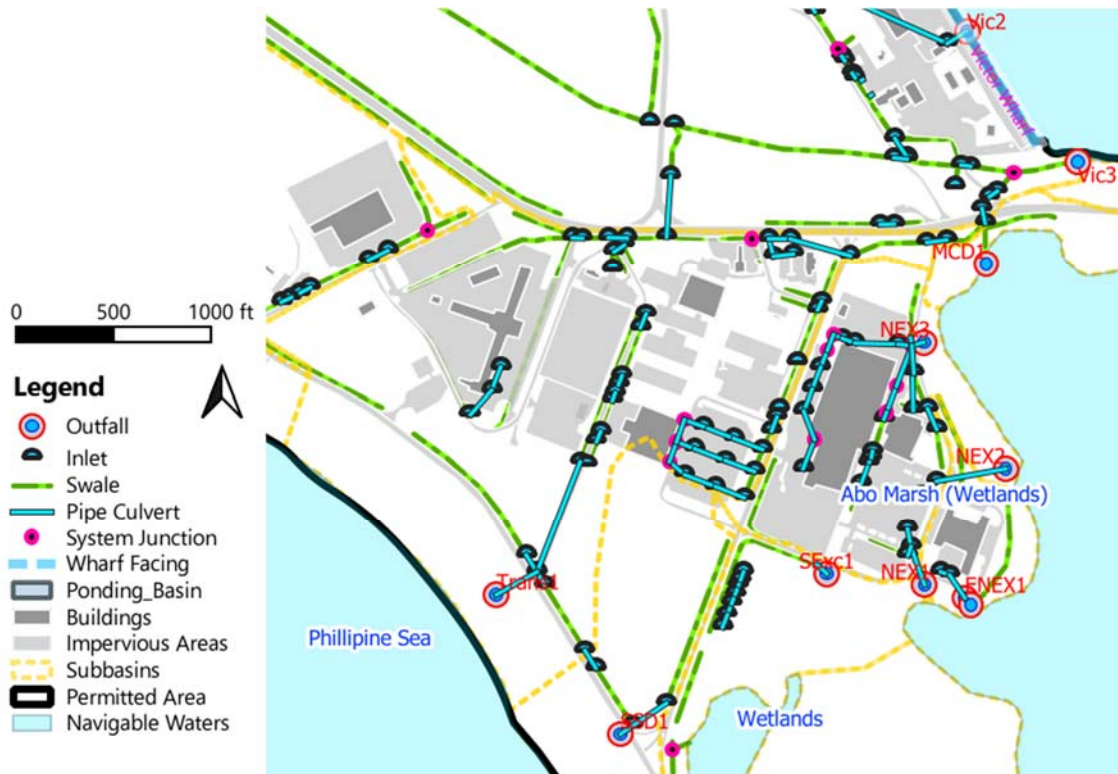 Vic2
Victor Wharf
Vic3
MCD1
NEX3
0 500 1000 ft
Legend
Outfall
Inlet
Swale
Pipe Culvert
System Junction
Wharf Facing
Ponding_Basin
Buildings
Impervious Areas
Subbasins
Permitted Area
Navigable Waters
NEX2
Abo Marsh (Wetlands)
SExc1
NEX1
ENEX1
Phillipine Sea
Wetlands